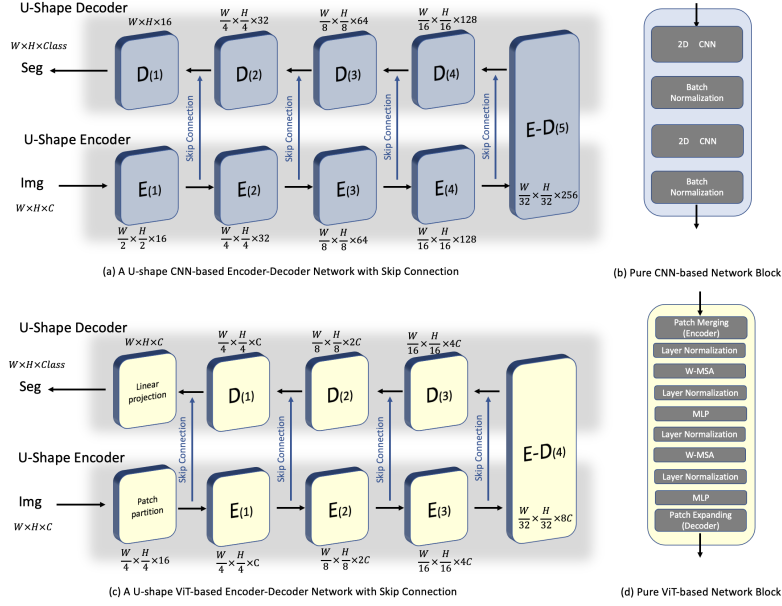 U-Shape Decoder
W×H×16
W/4 × H/4 ×32
W/8 × H/8 ×64
W/16 × H/16 ×128
W×H×Class
Seg
D(1)
D(2)
D(3)
D(4)
Skip Connection
Skip Connection
Skip Connection
Skip Connection
E-D(5)
W/32 × H/32 ×256
U-Shape Encoder
Img
W×H×C
E(1)
E(2)
E(3)
E(4)
W/2 × H/2 ×16
W/4 × H/4 ×32
W/8 × H/8 ×64
W/16 × H/16 ×128
(a) A U-shape CNN-based Encoder-Decoder Network with Skip Connection
2D CNN
Batch
Normalization
2D CNN
Batch
Normalization
(b) Pure CNN-based Network Block
U-Shape Decoder
W×H×C
W/4 × H/4 ×C
W/8 × H/8 ×2C
W/16 × H/16 ×4C
W×H×Class
Seg
Linear
projection
D(1)
D(2)
D(3)
Skip Connection
Skip Connection
Skip Connection
Skip Connection
E-D(4)
W/32 × H/32 ×8C
U-Shape Encoder
Img
W×H×C
Patch
partition
E(1)
E(2)
E(3)
W/4 × H/4 ×16
W/4 × H/4 ×C
W/8 × H/8 ×2C
W/16 × H/16 ×4C
(c) A U-shape ViT-based Encoder-Decoder Network with Skip Connection
Patch Merging
(Encoder)
Layer Normalization
W-MSA
Layer Normalization
MLP
Layer Normalization
W-MSA
Layer Normalization
MLP
Patch Expanding
(Decoder)
(d) Pure ViT-based Network Block